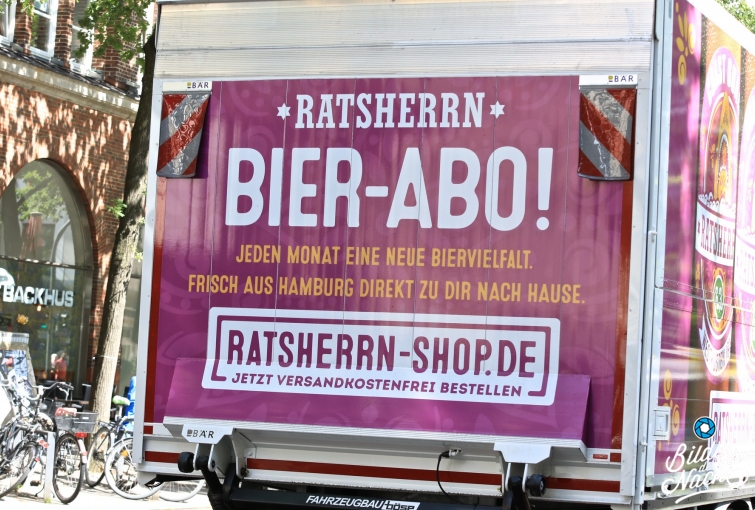 BÄR
BÄR
RATSHERRN
BIER-ABO!
JEDEN MONAT EINE NEUE BIERVIELFALT.
FRISCH AUS HAMBURG DIREKT ZU DIR NACH HAUSE.
RATSHERRN-SHOP.DE
JETZT VERSANDKOSTENFREI BESTELLEN
BÄR
FAHRZEUGBAU böse
BACKHUS
RATSHERRN